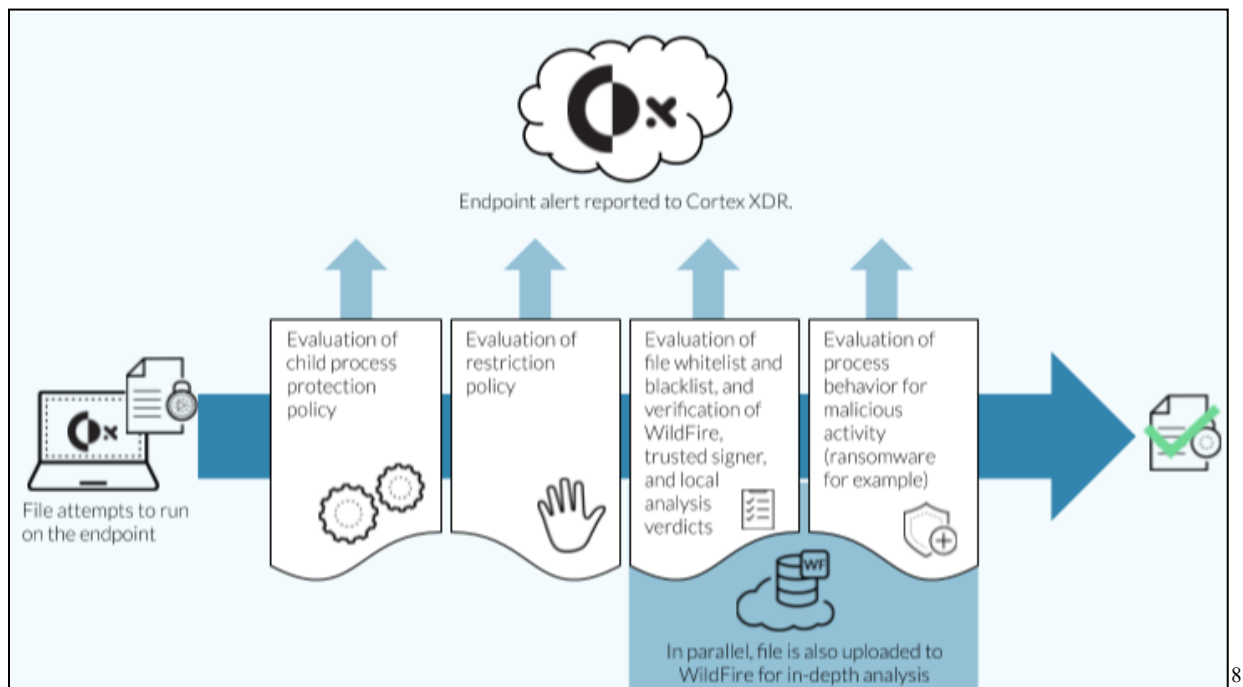 Endpoint alert reported to Cortex XDR.
File attempts to run
on the endpoint
Evaluation of
child process
protection
policy
Evaluation of
restriction
policy
Evaluation of
file whitelist and
blacklist, and
verification of
WildFire,
trusted signer,
and local
analysis
verdicts
Evaluation of
process
behavior for
malicious
activity
(ransomware
for example)
WF
In parallel, file is also uploaded to
WildFire for in-depth analysis
8